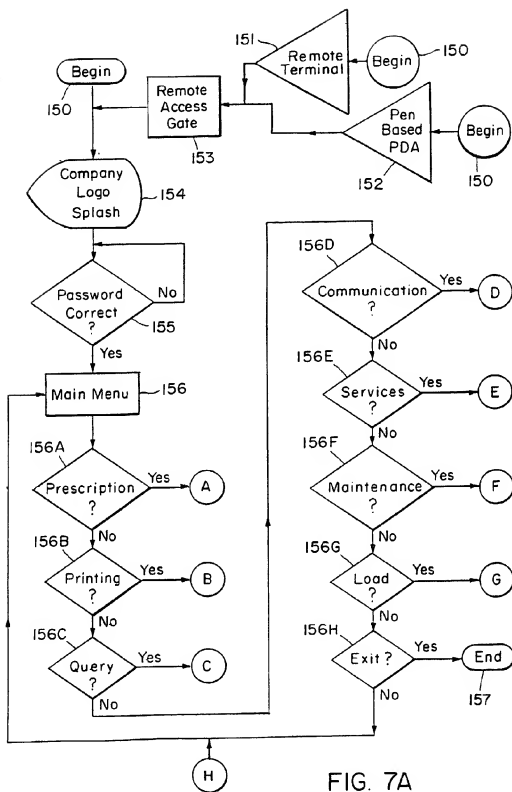 151
Remote
Terminal
Begin
150
Begin
150
Remote
Access
Gate
153
Pen
Based
PDA
152
Begin
150
Company
Logo
Splash
154
Password
Correct
?
No
155
Yes
Main Menu
156
156A
Prescription
?
Yes
A
No
156B
Printing
?
Yes
B
No
156C
Query
?
Yes
C
No
156D
Communication
?
Yes
D
No
156E
Services
?
Yes
E
No
156F
Maintenance
?
Yes
F
No
156G
Load
?
Yes
G
No
156H
Exit ?
Yes
End
157
No
H
FIG. 7A